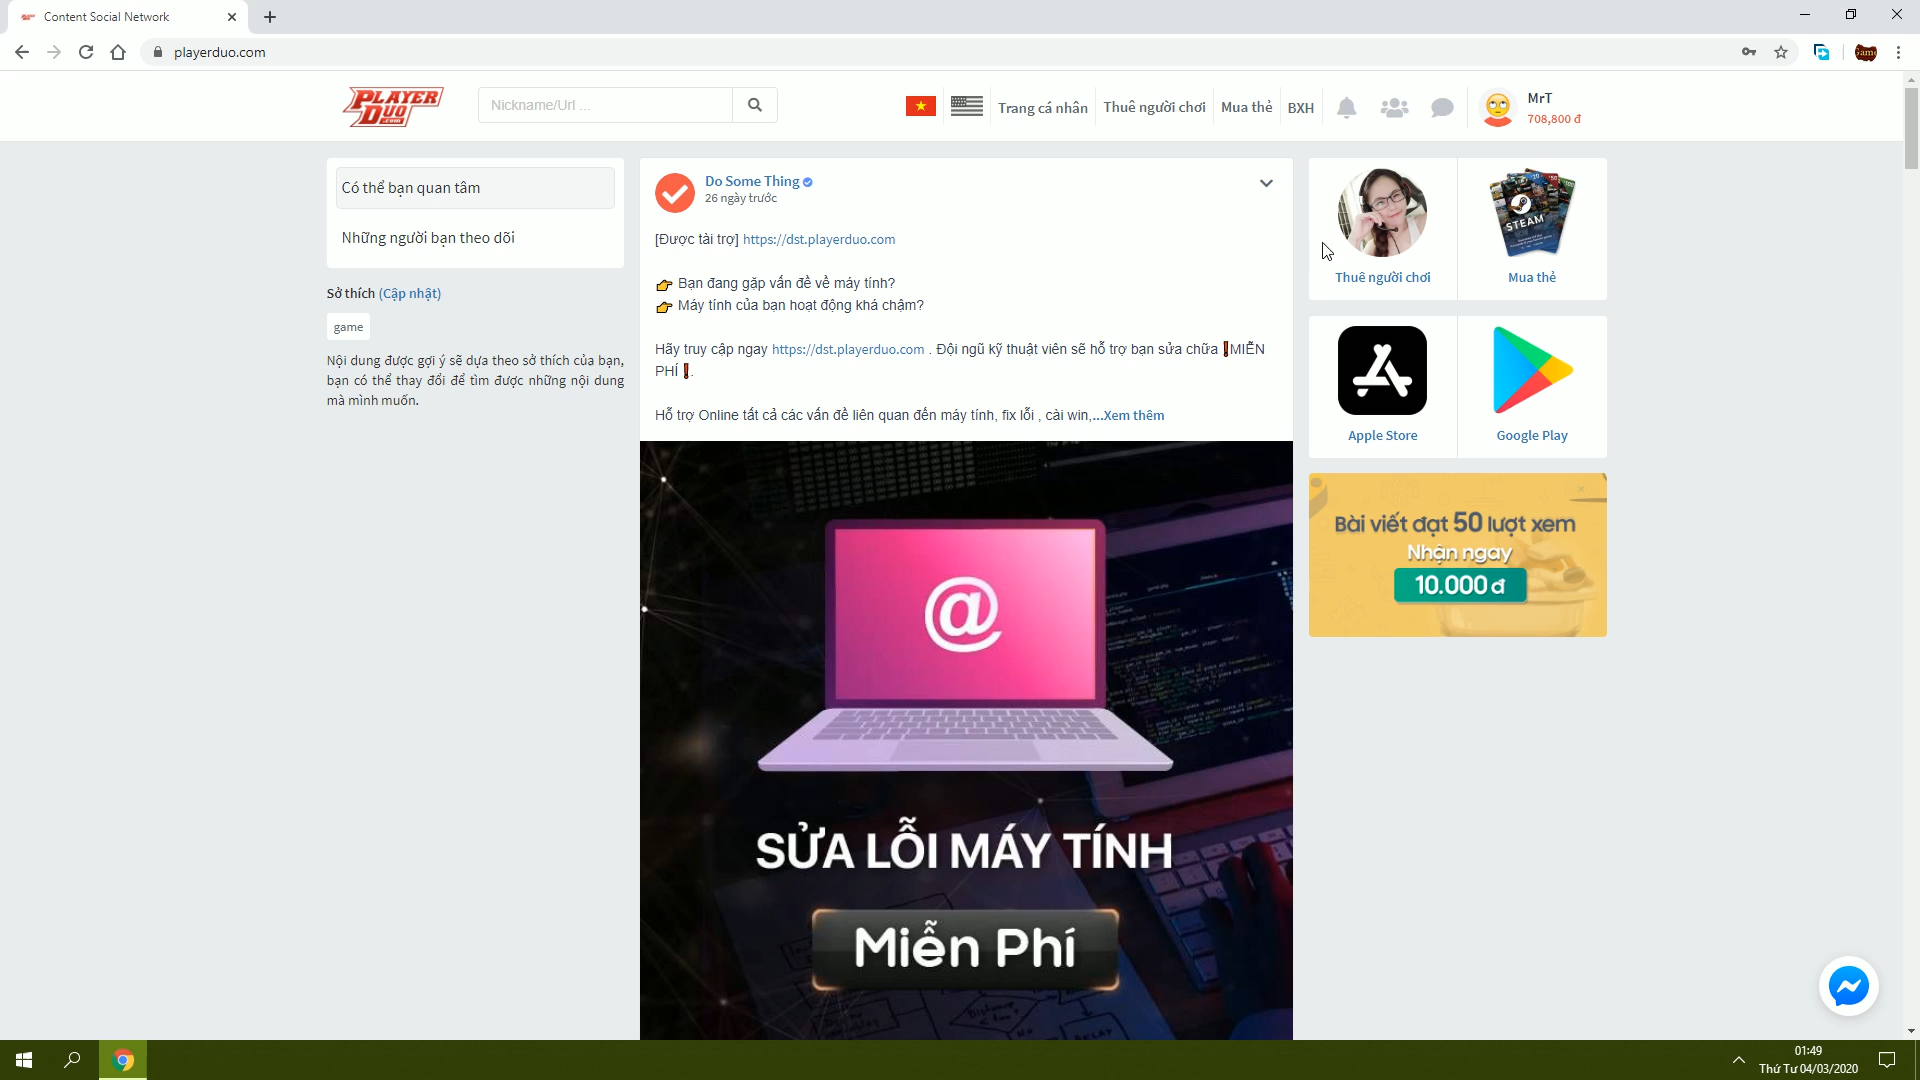 Content Social Network
playerduo.com
PLAYER
DUO
.com
Nickname/Url ...
Trang cá nhân
Thuê người chơi
Mua thẻ
BXH
MrT
708,800 đ
Có thể bạn quan tâm
Những người bạn theo dõi
Sở thích (Cập nhật)
game
Nội dung được gợi ý sẽ dựa theo sở thích của bạn,
bạn có thể thay đổi để tìm được những nội dung
mà mình muốn.
Do Some Thing
26 ngày trước
[Được tài trợ] https://dst.playerduo.com
👉 Bạn đang gặp vấn đề về máy tính?
👉 Máy tính của bạn hoạt động khá chậm?
Hãy truy cập ngay https://dst.playerduo.com . Đội ngũ kỹ thuật viên sẽ hỗ trợ bạn sửa chữa ❗MIỄN
PHÍ❗.
Hỗ trợ Online tất cả các vấn đề liên quan đến máy tính, fix lỗi , cài win,...Xem thêm
@
SỬA LỖI MÁY TÍNH
Miễn Phí
STEAM
Thuê người chơi
Mua thẻ
Apple Store
Google Play
Bài viết đạt 50 lượt xem
Nhận ngay
10.000 đ
01:49
Thứ Tư 04/03/2020